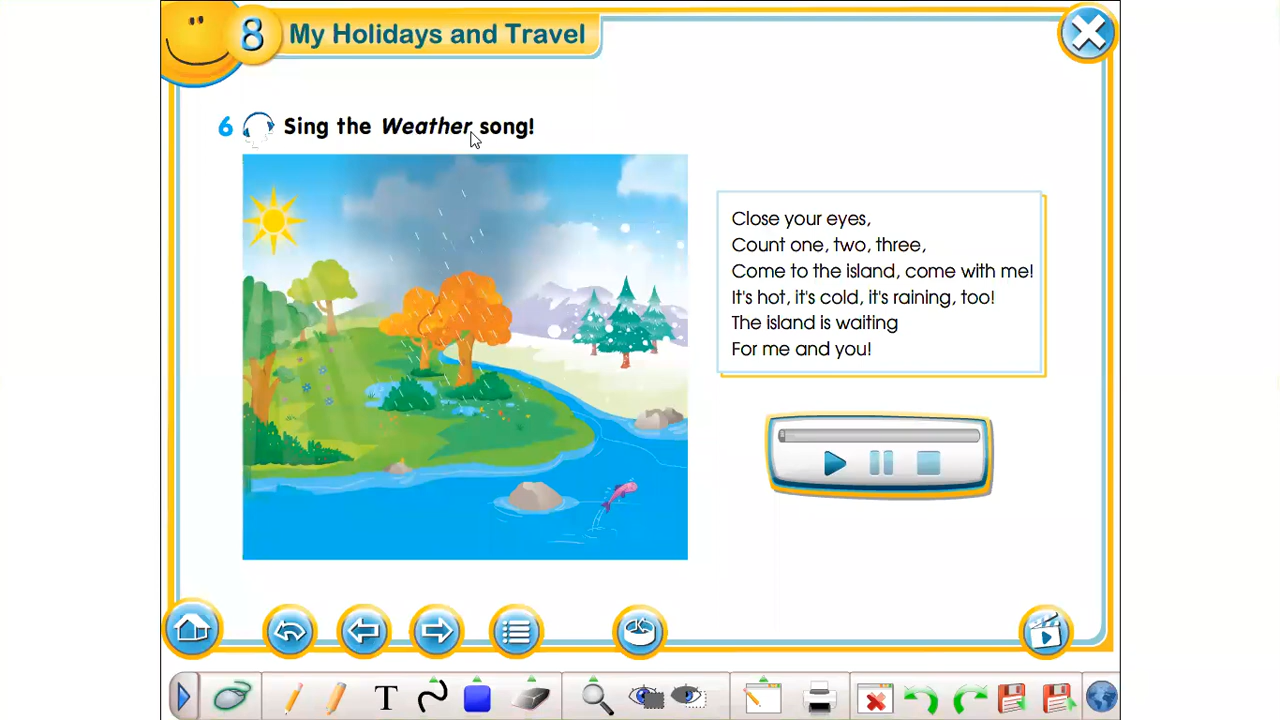 8 My Holidays and Travel
6 Sing the Weather song!
Close your eyes,
Count one, two, three,
Come to the island, come with me!
It's hot, it's cold, it's raining, too!
The island is waiting
For me and you!
T